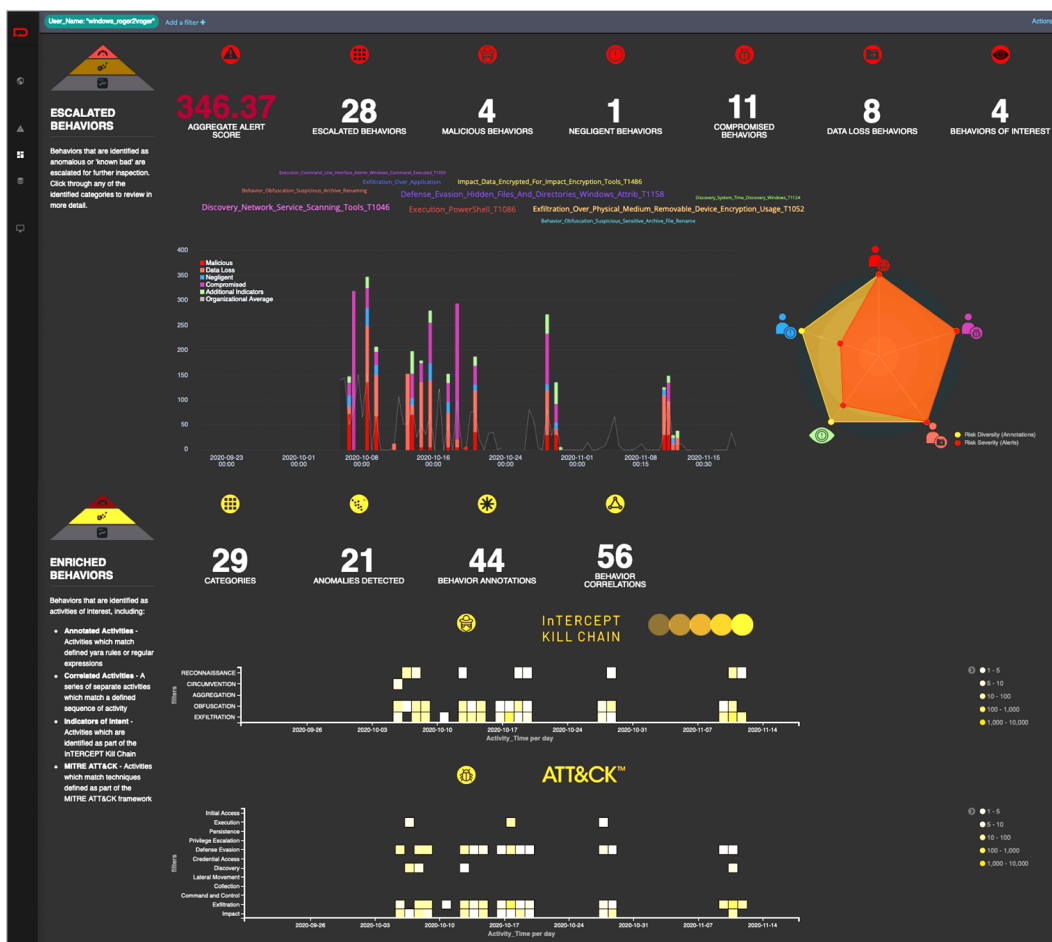 User_Name: "windows_roger2\roger"
Add a filter +
Actions
ESCALATED
BEHAVIORS
Behaviors that are identified as
anomalous or 'known bad' are
escalated for further inspection.
Click through any of the
identified categories to review in
more detail.
346.37
AGGREGATE ALERT
SCORE
28
ESCALATED BEHAVIORS
4
MALICIOUS BEHAVIORS
1
NEGLIGENT BEHAVIORS
11
COMPROMISED
BEHAVIORS
8
DATA LOSS BEHAVIORS
4
BEHAVIORS OF INTEREST
Execution_Command_Line_Interface_Admin_Windows_Command_Executed_T1059
Exfiltration_Over_Application
Impact_Data_Encrypted_For_Impact_Encryption_Tools_T1486
Behavior_Obfuscation_Suspicious_Archive_Renaming
Defense_Evasion_Hidden_Files_And_Directories_Windows_Attrib_T1158
Discovery_System_Time_Discovery_Windows_T1124
Discovery_Network_Service_Scanning_Tools_T1046
Execution_PowerShell_T1086
Exfiltration_Over_Physical_Medium_Removable_Device_Encryption_Usage_T1052
Behavior_Obfuscation_Suspicious_Sensitive_Archive_File_Rename
400
350
300
250
200
150
100
50
0
Malicious
Data Loss
Negligent
Compromised
Additional Indicators
Organizational Average
2020-09-23
00:00
2020-10-01
00:00
2020-10-08
00:00
2020-10-16
00:00
2020-10-24
00:00
2020-11-01
00:00
2020-11-08
00:15
2020-11-15
00:30
Risk Diversity (Annotations)
Risk Severity (Alerts)
ENRICHED
BEHAVIORS
Behaviors that are identified as
activities of interest, including:
Annotated Activities -
Activities which match
defined yara rules or regular
expressions
Correlated Activities - A
series of separate activities
which match a defined
sequence of activity
Indicators of Intent -
Activities which are
identified as part of the
InTERCEPT Kill Chain
MITRE ATT&CK - Activities
which match techniques
defined as part of the
MITRE ATT&CK framework
29
CATEGORIES
21
ANOMALIES DETECTED
44
BEHAVIOR ANNOTATIONS
56
BEHAVIOR
CORRELATIONS
InTERCEPT
KILL CHAIN
filters
RECONNAISSANCE
CIRCUMVENTION
AGGREGATION
OBFUSCATION
EXFILTRATION
2020-09-26
2020-10-03
2020-10-10
2020-10-17
2020-10-24
2020-10-31
2020-11-07
2020-11-14
Activity_Time per day
1 - 5
5 - 10
10 - 100
100 - 1,000
1,000 - 10,000
ATT&CK™
filters
Initial Access
Execution
Persistence
Privilege Escalation
Defense Evasion
Credential Access
Discovery
Lateral Movement
Collection
Command and Control
Exfiltration
Impact
2020-09-26
2020-10-03
2020-10-10
2020-10-17
2020-10-24
2020-10-31
2020-11-07
2020-11-14
Activity_Time per day
1 - 5
5 - 10
10 - 100
100 - 1,000
1,000 - 10,000